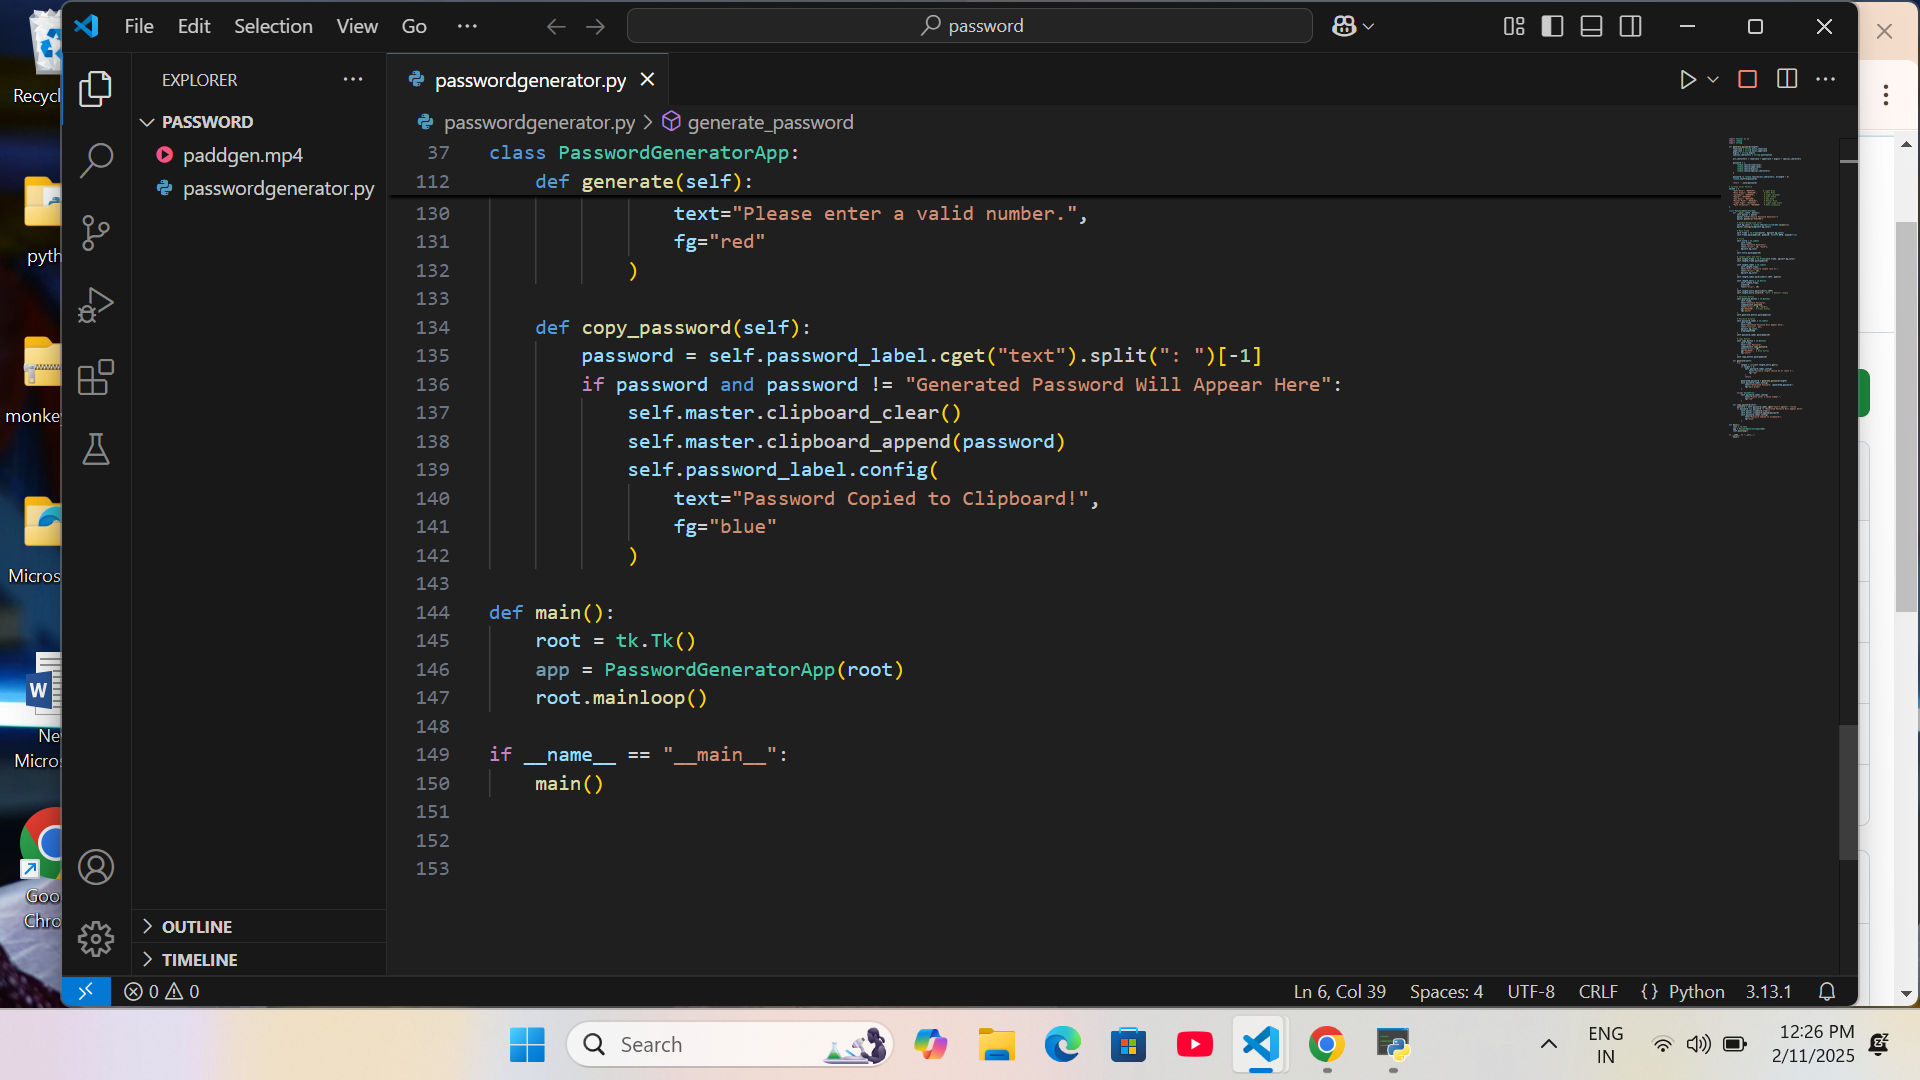 File Edit Selection View Go ··· password
Recycl
pyth
monke
Micros
Ne
Micro
Goo
Chro
EXPLORER ···
PASSWORD
paddgen.mp4
passwordgenerator.py
OUTLINE
TIMELINE
passwordgenerator.py
passwordgenerator.py > generate_password
37 class PasswordGeneratorApp:
112 def generate(self):
130 text="Please enter a valid number.",
131 fg="red"
132 )
133
134 def copy_password(self):
135 password = self.password_label.cget("text").split(": ")[-1]
136 if password and password != "Generated Password Will Appear Here":
137 self.master.clipboard_clear()
138 self.master.clipboard_append(password)
139 self.password_label.config(
140 text="Password Copied to Clipboard!",
141 fg="blue"
142 )
143
144 def main():
145 root = tk.Tk()
146 app = PasswordGeneratorApp(root)
147 root.mainloop()
148
149 if __name__ == "__main__":
150 main()
151
152
153
0 0 Ln 6, Col 39 Spaces: 4 UTF-8 CRLF {} Python 3.13.1
Search
ENG
IN
12:26 PM
2/11/2025